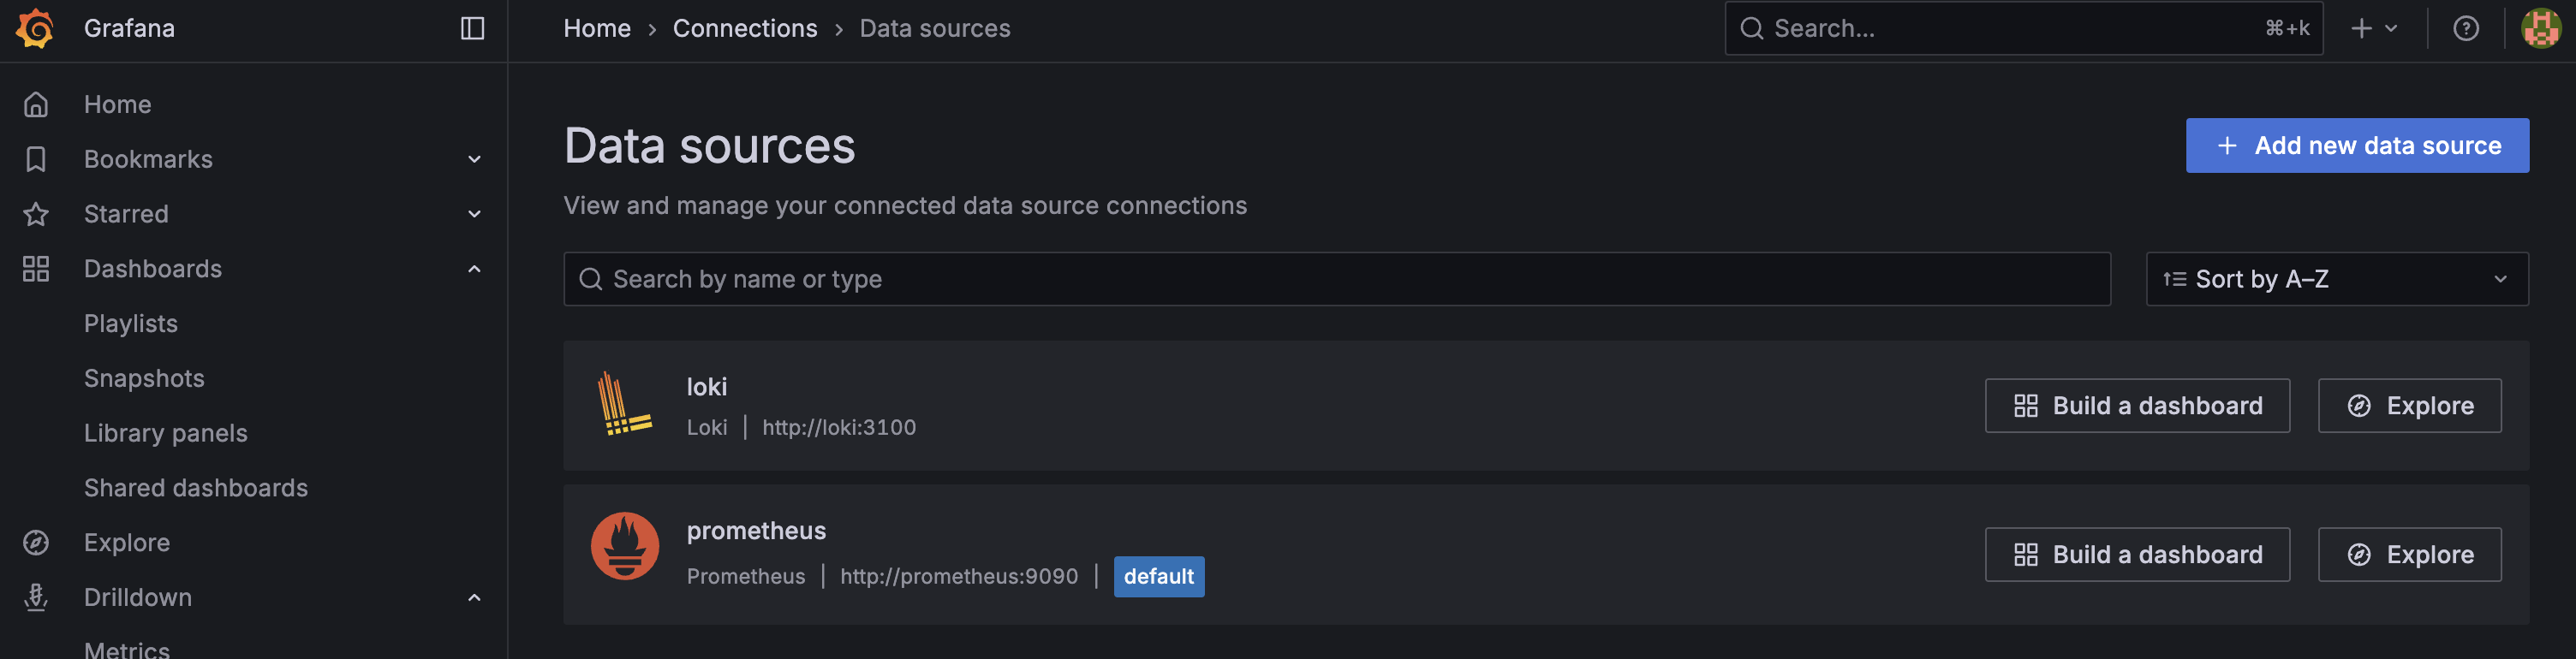 Grafana
Home › Connections › Data sources
Search...
⌘+k
Home
Bookmarks
Starred
Dashboards
Playlists
Snapshots
Library panels
Shared dashboards
Explore
Drilldown
Metrics
Data sources
Add new data source
View and manage your connected data source connections
Search by name or type
Sort by A–Z
loki
Loki | http://loki:3100
Build a dashboard
Explore
prometheus
Prometheus | http://prometheus:9090 | default
Build a dashboard
Explore